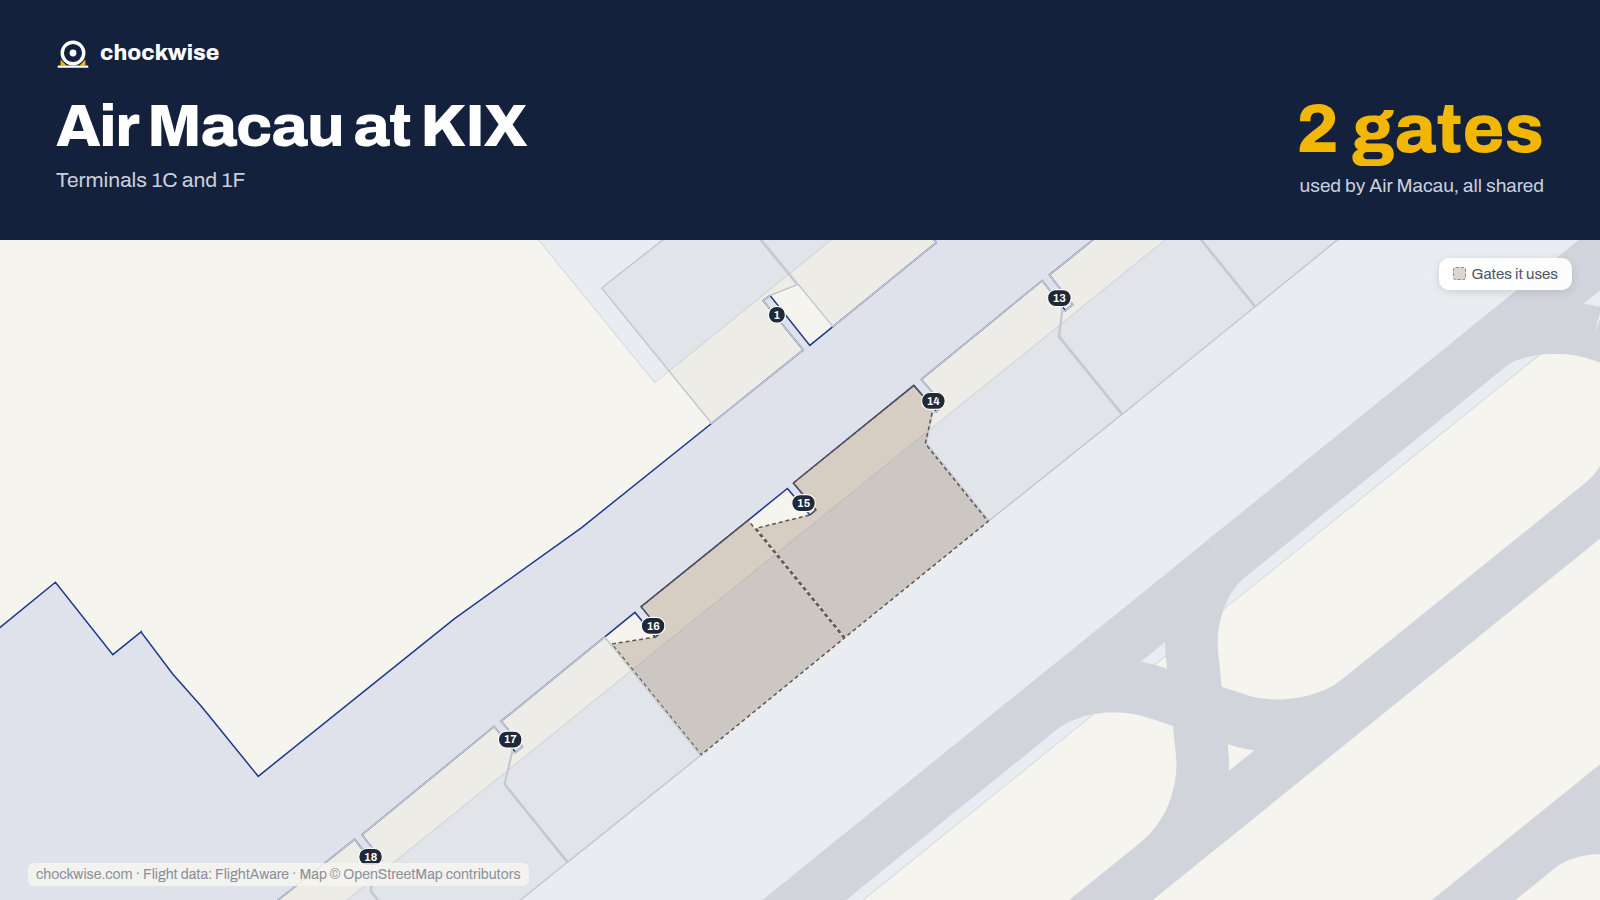 chockwise
Air Macau at KIX
Terminals 1C and 1F
2 gates
used by Air Macau, all shared
Gates it uses
1
13
14
15
16
17
18
chockwise.com · Flight data: FlightAware · Map © OpenStreetMap contributors